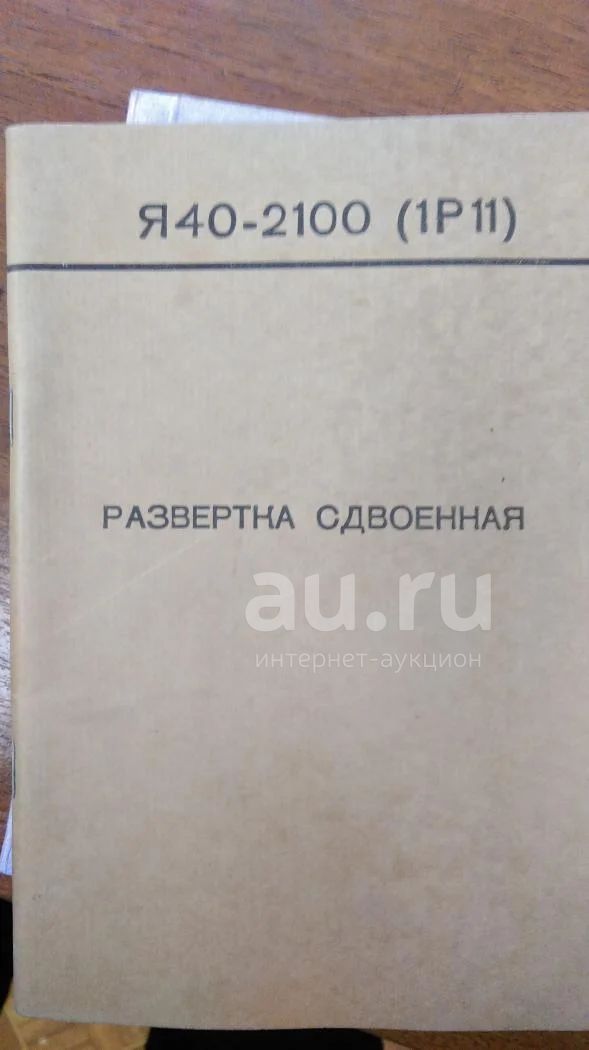 Я40-2100 (1Р11)
РАЗВЕРТКА СДВОЕННАЯ
au.ru
интернет-аукцион